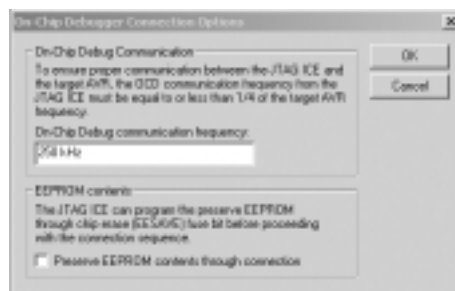 On-Chip Debugger Connection Options
On-Chip Debug Communication
To ensure proper communication between the JTAG ICE and
the target AVR, the OCD communication frequency from the
JTAG ICE must be equal to or less than 1/4 of the target AVR
frequency.
On-Chip Debug communication frequency:
250 kHz
OK
Cancel
EEPROM contents
The JTAG ICE can program the preserve EEPROM
through chip erase (EESAVE) fuse bit before proceeding
with the connection sequence.
Preserve EEPROM contents through connection